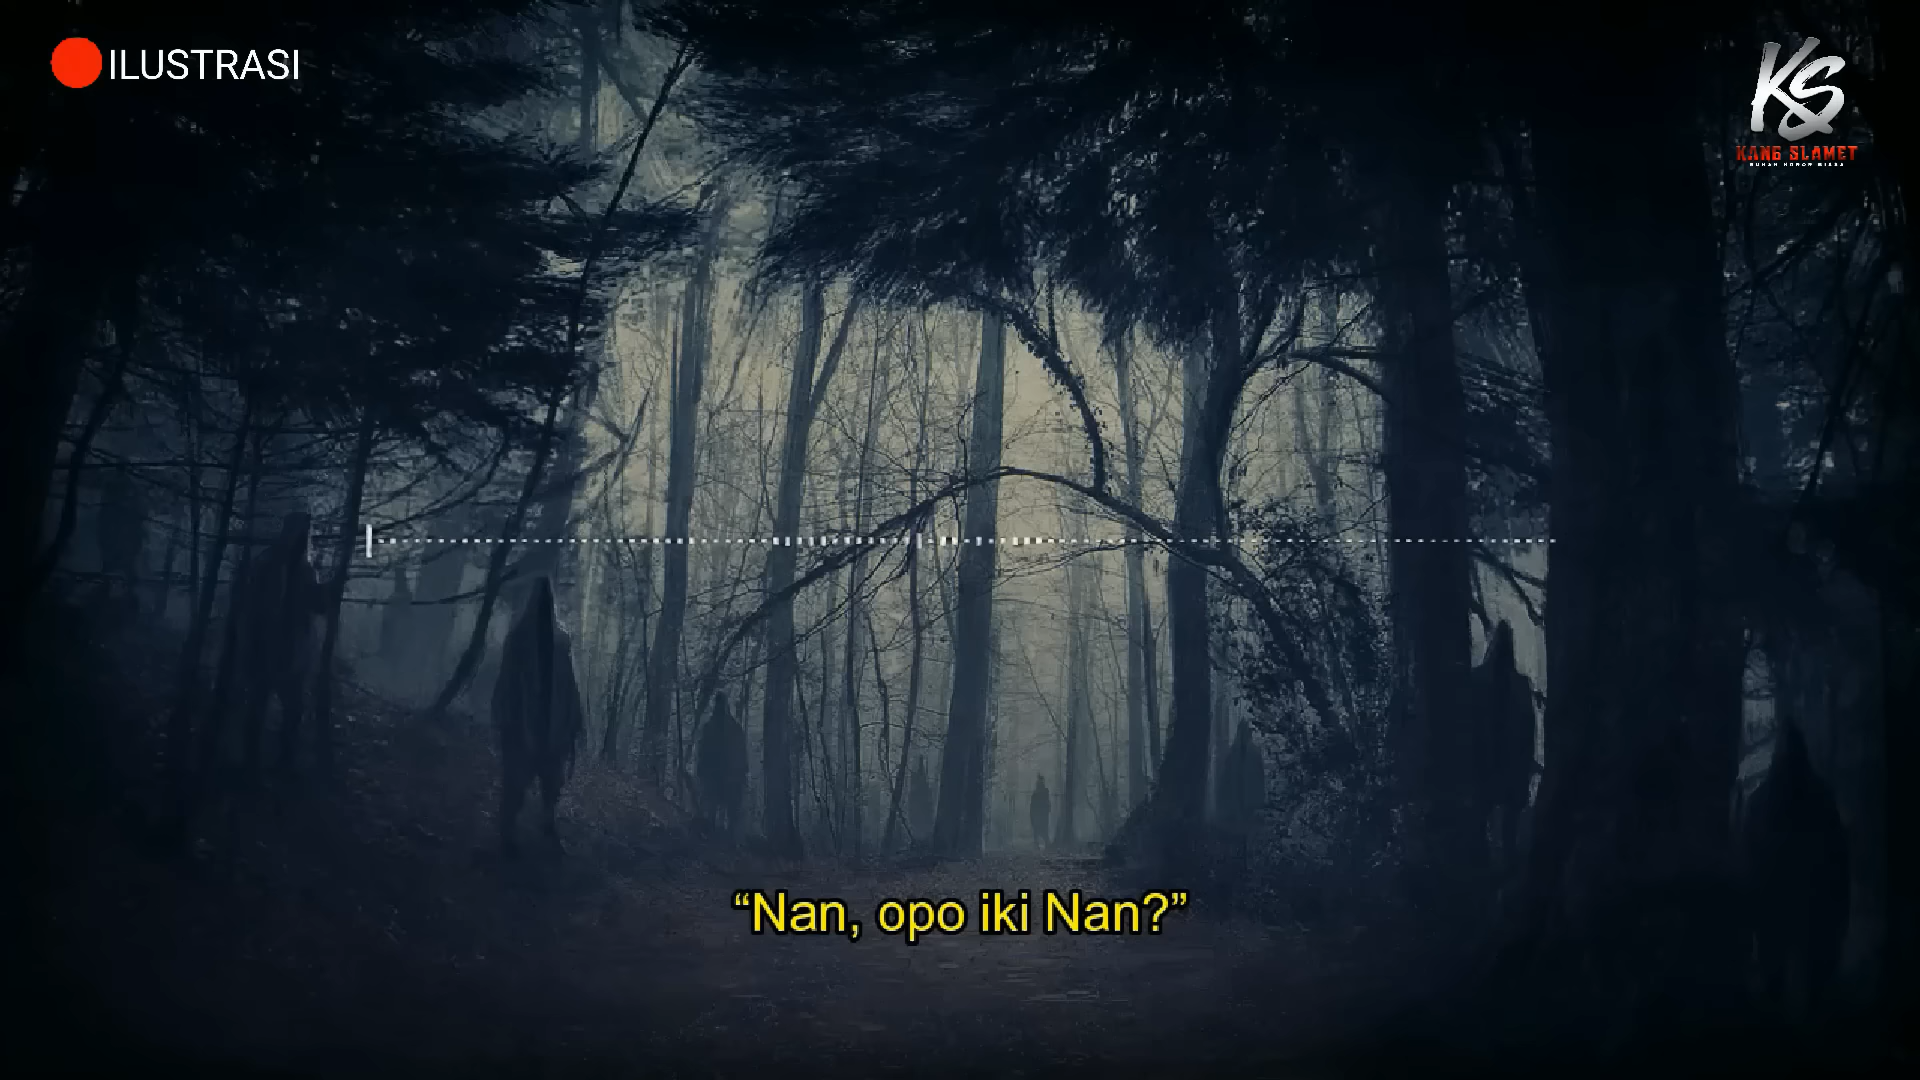 ILUSTRASI
KS
KANG SLAMET
“Nan, opo iki Nan?”